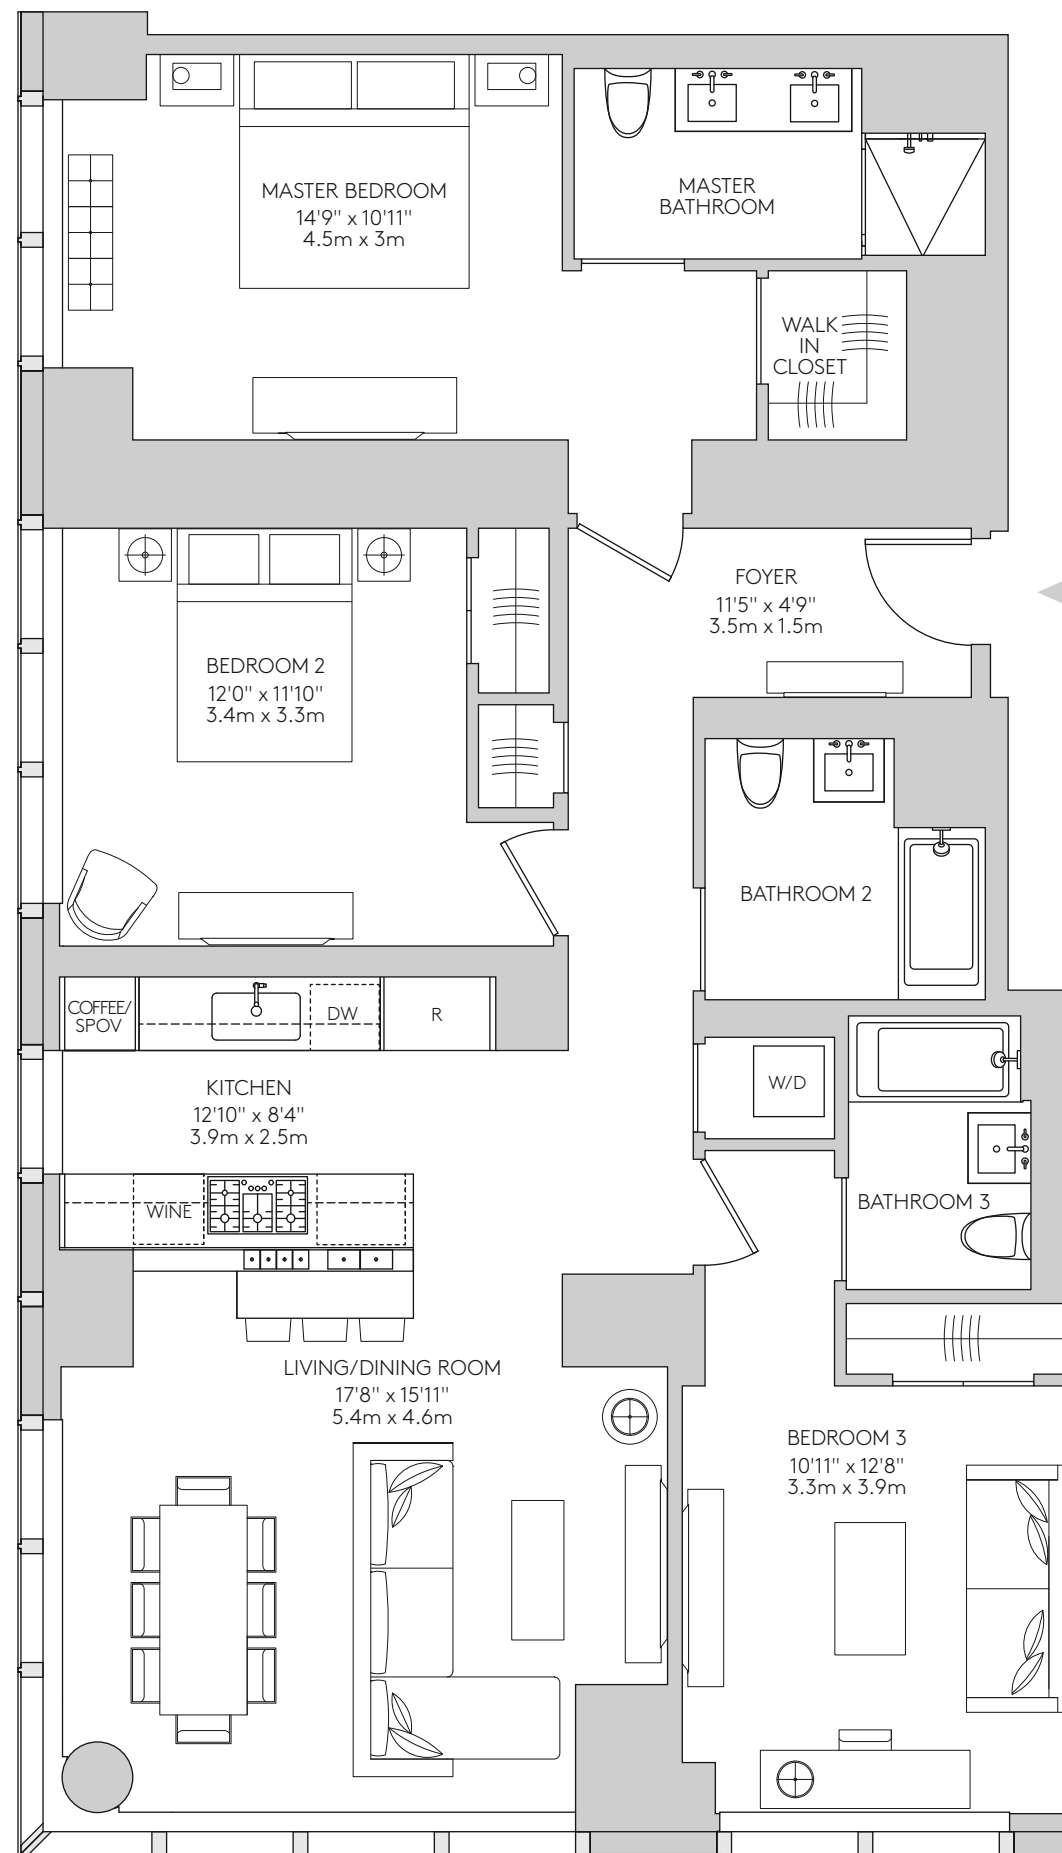 MASTER BEDROOM
14'9" x 10'11"
4.5m x 3m
MASTER
BATHROOM
WALK
IN
CLOSET
FOYER
11'5" x 4'9"
3.5m x 1.5m
BEDROOM 2
12'0" x 11'10"
3.4m x 3.3m
BATHROOM 2
COFFEE/
SPOV
DW
R
KITCHEN
12'10" x 8'4"
3.9m x 2.5m
W/D
WINE
BATHROOM 3
LIVING/DINING ROOM
17'8" x 15'11"
5.4m x 4.6m
BEDROOM 3
10'11" x 12'8"
3.3m x 3.9m